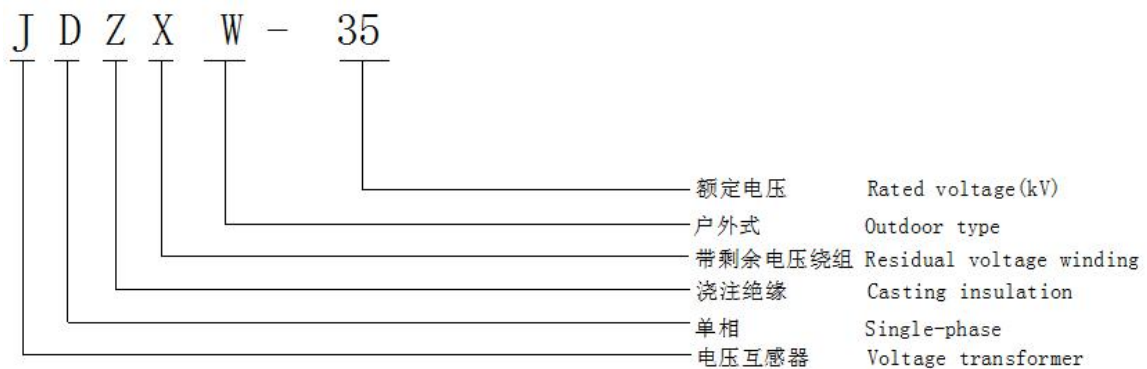 J D Z X W - 35
额定电压 Rated voltage(kV)
户外式 Outdoor type
带剩余电压绕组 Residual voltage winding
浇注绝缘 Casting insulation
单相 Single-phase
电压互感器 Voltage transformer